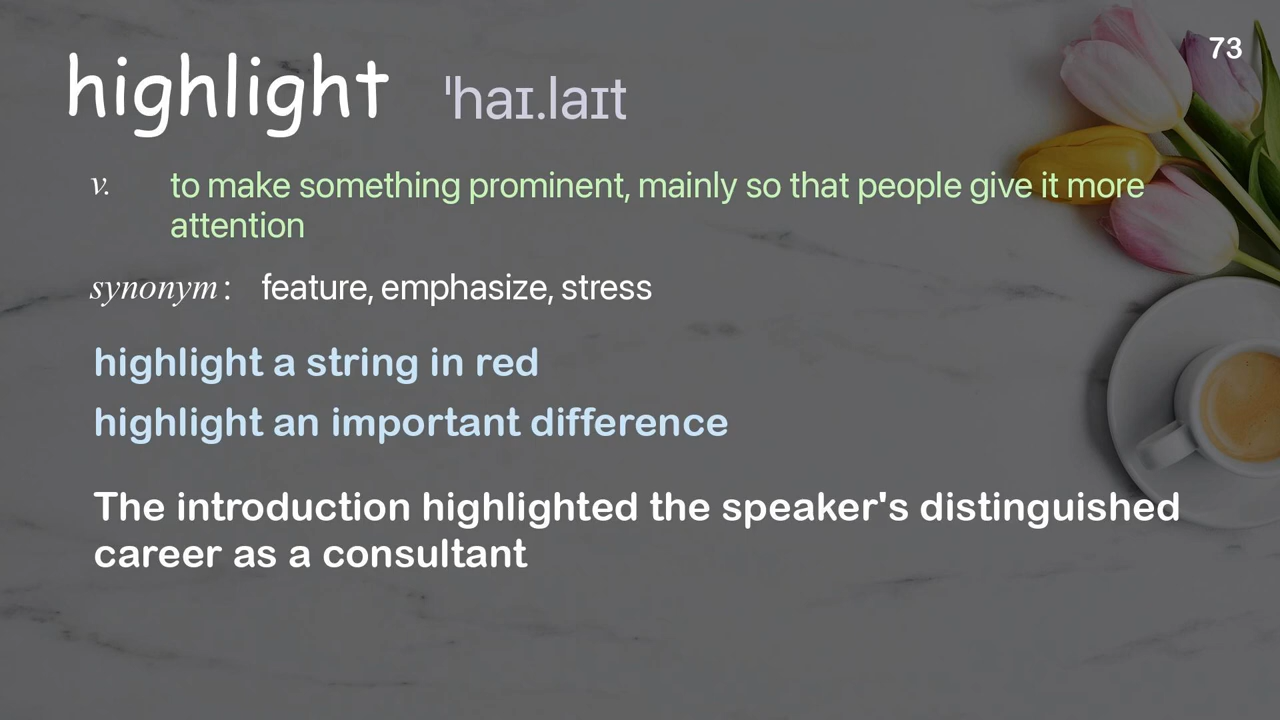 73
highlight ˈhaɪ.laɪt
v. to make something prominent, mainly so that people give it more
attention
synonym : feature, emphasize, stress
highlight a string in red
highlight an important difference
The introduction highlighted the speaker's distinguished
career as a consultant